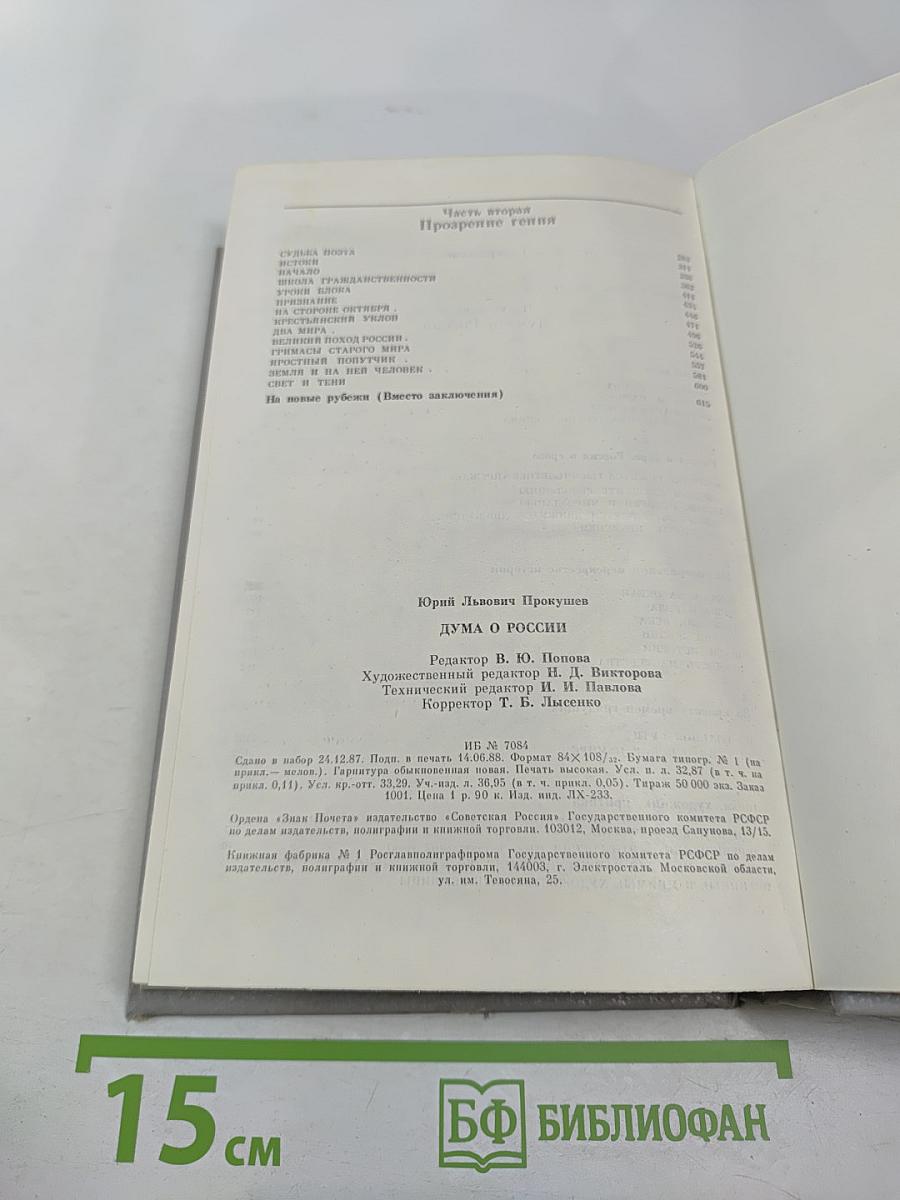 Часть вторая
Прозрение гения
СУДЬБА ПОЭТА
ИСТОКИ
НАЧАЛО
ШКОЛА ГРАЖДАНСТВЕННОСТИ
УРОКИ БЛОКА
ПРИЗНАНИЕ
НА СТОРОНЕ ОКТЯБРЯ .
КРЕСТЬЯНСКИЙ УКЛОН
ДВА МИРА .
ВЕЛИКИЙ ПОХОД РОССИИ .
ГРИМАСЫ СТАРОГО МИРА
ЯРОСТНЫЙ ПОПУТЧИК .
ЗЕМЛЯ И НА НЕЙ ЧЕЛОВЕК .
СВЕТ И ТЕНИ 600
На новые рубежи (Вместо заключения) 615
Юрий Львович Прокушев
ДУМА О РОССИИ
Редактор В. Ю. Попова
Художественный редактор Н. Д. Викторова
Технический редактор И. И. Павлова
Корректор Т. Б. Лысенко
ИБ № 7084
Сдано в набор 24.12.87. Подп. в печать 14.06.88. Формат 84×108/32. Бумага типогр. № 1 (на
прикл.— мелов.). Гарнитура обыкновенная новая. Печать высокая. Усл. п. л. 32,87 (в т. ч. на
прикл. 0,11). Усл. кр.-отт. 33,29. Уч.-изд. л. 36,95 (в т. ч. прикл. 0,05). Тираж 50 000 экз. Заказ
1001. Цена 1 р. 90 к. Изд. инд. ЛХ-233.
Ордена «Знак Почета» издательство «Советская Россия» Государственного комитета РСФСР
по делам издательств, полиграфии и книжной торговли. 103012, Москва, проезд Сапунова, 13/15.
Книжная фабрика № 1 Росглавполиграфпрома Государственного комитета РСФСР по делам
издательств, полиграфии и книжной торговли, 144003, г. Электросталь Московской области,
ул. им. Тевосяна, 25.
15 см
БФ БИБЛИОФАН